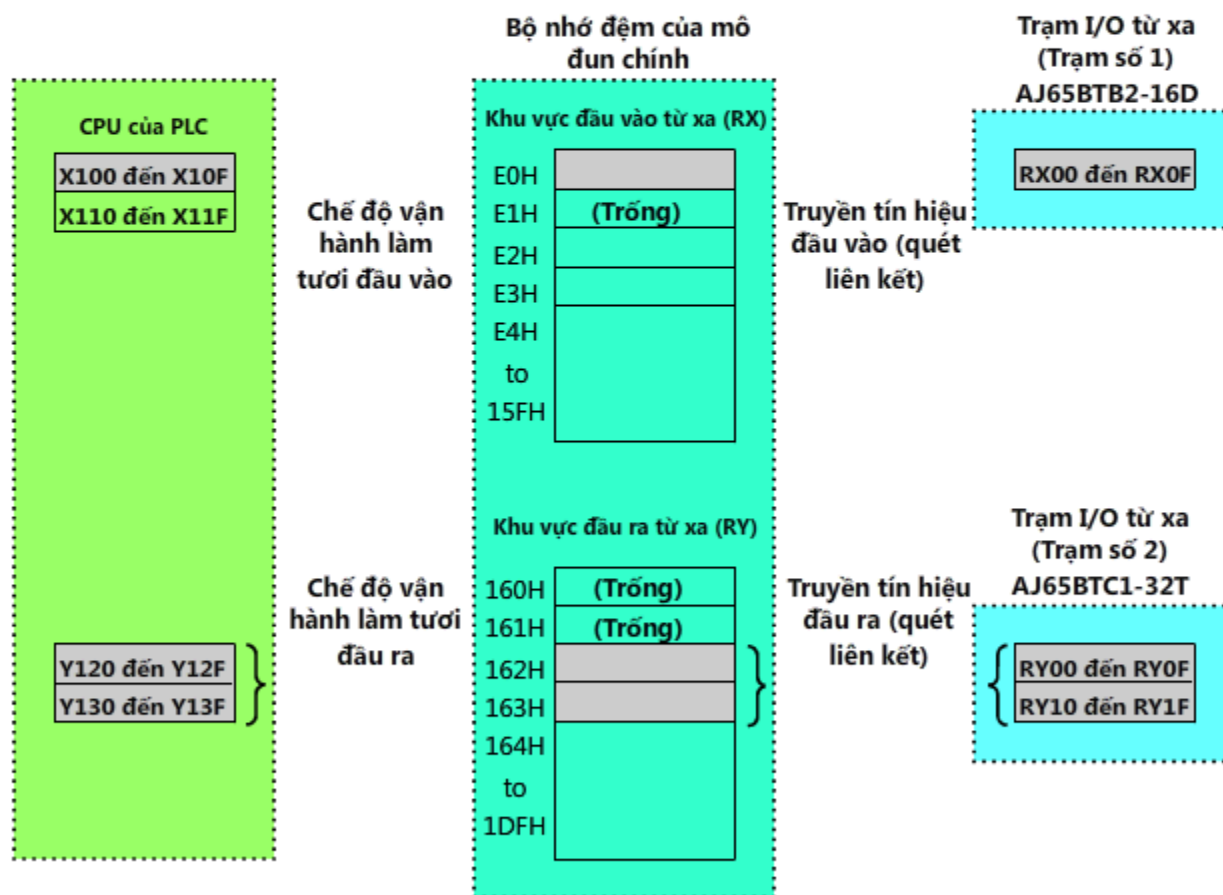 Bộ nhớ đệm của mô
đun chính
Trạm I/O từ xa
(Trạm số 1)
AJ65BTB2-16D
CPU của PLC
X100 đến X10F
X110 đến X11F
Chế độ vận
hành làm
tươi đầu vào
Khu vực đầu vào từ xa (RX)
E0H
E1H
(Trống)
E2H
E3H
E4H
to
15FH
Truyền tín hiệu
đầu vào (quét
liên kết)
RX00 đến RX0F
Khu vực đầu ra từ xa (RY)
160H
(Trống)
161H
(Trống)
162H
163H
164H
to
1DFH
Chế độ vận
hành làm tươi
đầu ra
Y120 đến Y12F
Y130 đến Y13F
Truyền tín hiệu
đầu ra (quét
liên kết)
Trạm I/O từ xa
(Trạm số 2)
AJ65BTC1-32T
RY00 đến RY0F
RY10 đến RY1F